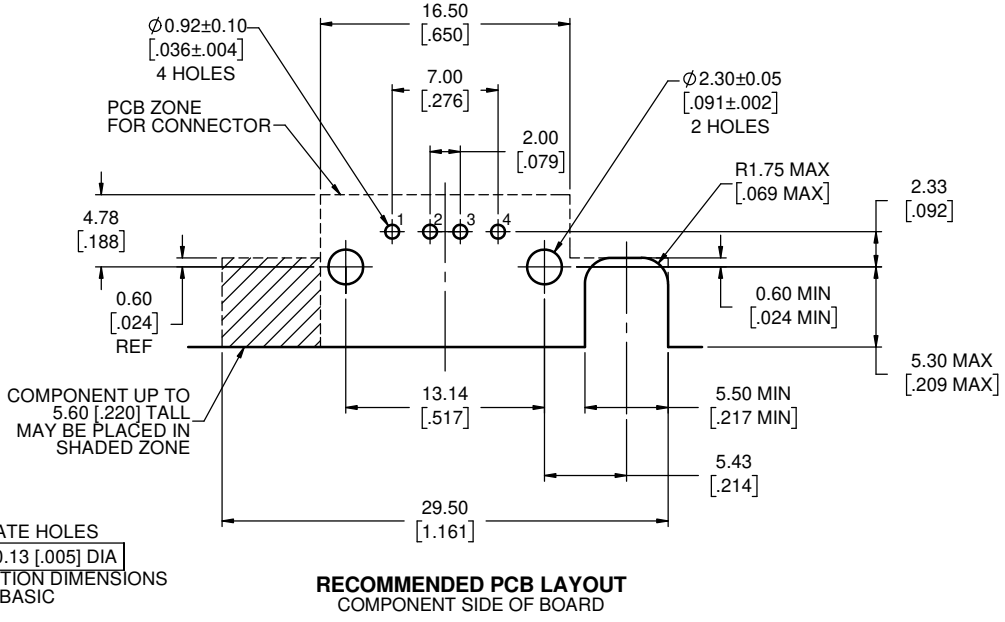 16.50
[.650]
Ø0.92±0.10
[.036±.004]
4 HOLES
7.00
[.276]
Ø2.30±0.05
[.091±.002]
2 HOLES
PCB ZONE
FOR CONNECTOR
2.00
[.079]
R1.75 MAX
[.069 MAX]
2.33
[.092]
4.78
[.188]
1
2
3
4
0.60
[.024]
REF
0.60 MIN
[.024 MIN]
5.30 MAX
[.209 MAX]
COMPONENT UP TO
5.60 [.220] TALL
MAY BE PLACED IN
SHADED ZONE
13.14
[.517]
5.50 MIN
[.217 MIN]
5.43
[.214]
29.50
[1.161]
ATE HOLES
0.13 [.005] DIA
TION DIMENSIONS
BASIC
RECOMMENDED PCB LAYOUT
COMPONENT SIDE OF BOARD